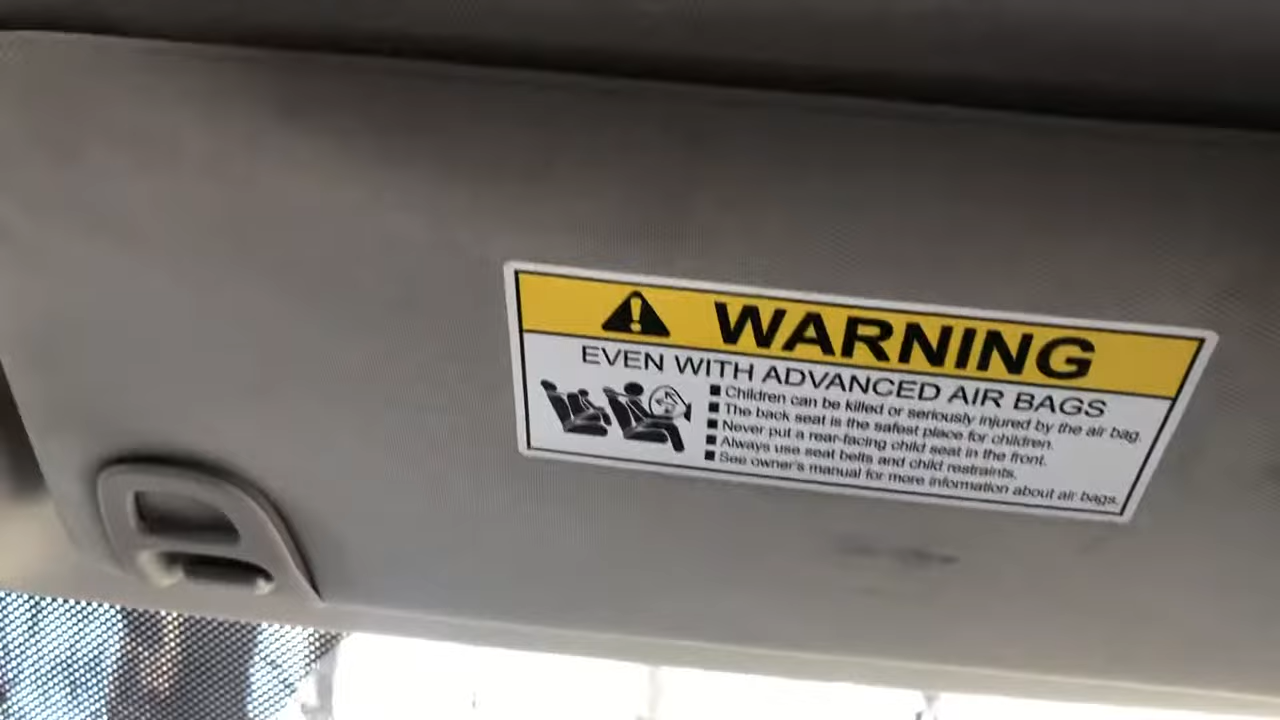 WARNING
EVEN WITH ADVANCED AIR BAGS
■ Children can be killed or seriously injured by the air bag.
■ The back seat is the safest place for children.
■ Never put a rear-facing child seat in the front.
■ Always use seat belts and child restraints.
■ See owner's manual for more information about air bags.